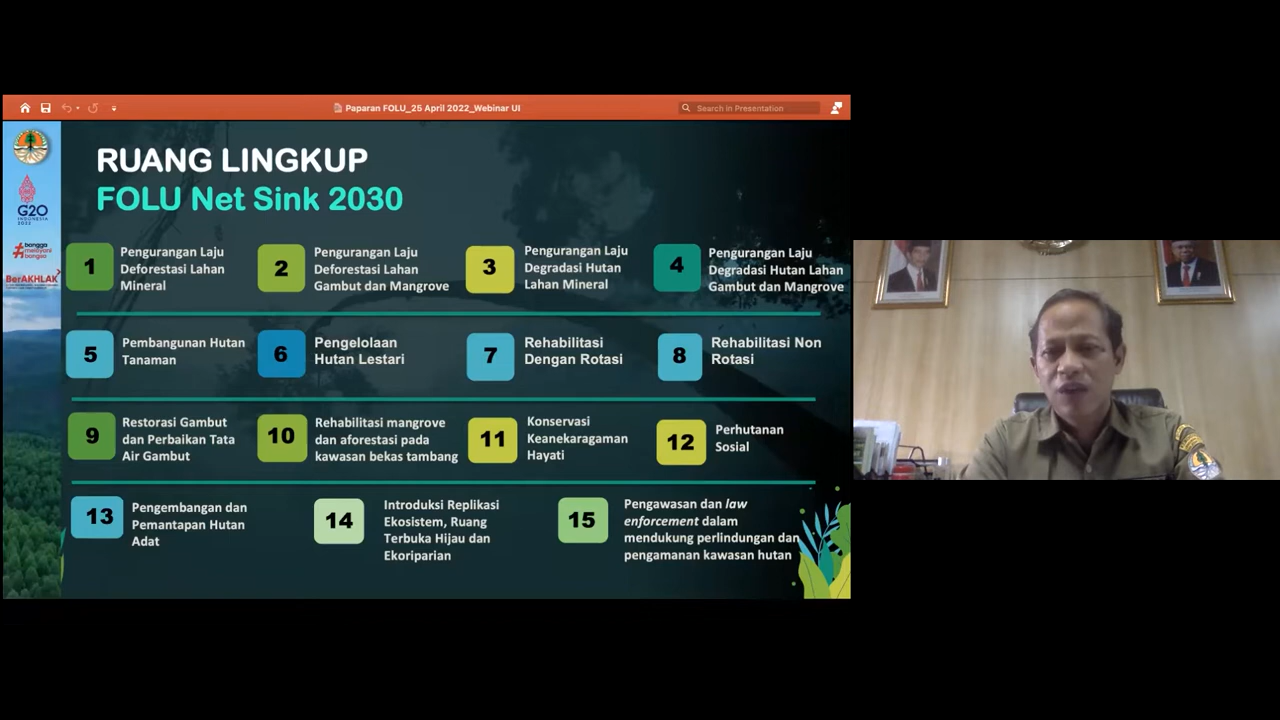 Paparan FOLU_25 April 2022_Webinar UI
Search in Presentation
RUANG LINGKUP
FOLU Net Sink 2030
G20
INDONESIA
2022
#bangga
melayani
bangsa
BerAKHLAK
1
Pengurangan Laju
Deforestasi Lahan
Mineral
2
Pengurangan Laju
Deforestasi Lahan
Gambut dan Mangrove
3
Pengurangan Laju
Degradasi Hutan
Lahan Mineral
4
Pengurangan Laju
Degradasi Hutan Lahan
Gambut dan Mangrove
5
Pembangunan Hutan
Tanaman
6
Pengelolaan
Hutan Lestari
7
Rehabilitasi
Dengan Rotasi
8
Rehabilitasi Non
Rotasi
9
Restorasi Gambut
dan Perbaikan Tata
Air Gambut
10
Rehabilitasi mangrove
dan aforestasi pada
kawasan bekas tambang
11
Konservasi
Keanekaragaman
Hayati
12
Perhutanan
Sosial
13
Pengembangan dan
Pemantapan Hutan
Adat
14
Introduksi Replikasi
Ekosistem, Ruang
Terbuka Hijau dan
Ekoriparian
15
Pengawasan dan law
enforcement dalam
mendukung perlindungan dan
pengamanan kawasan hutan